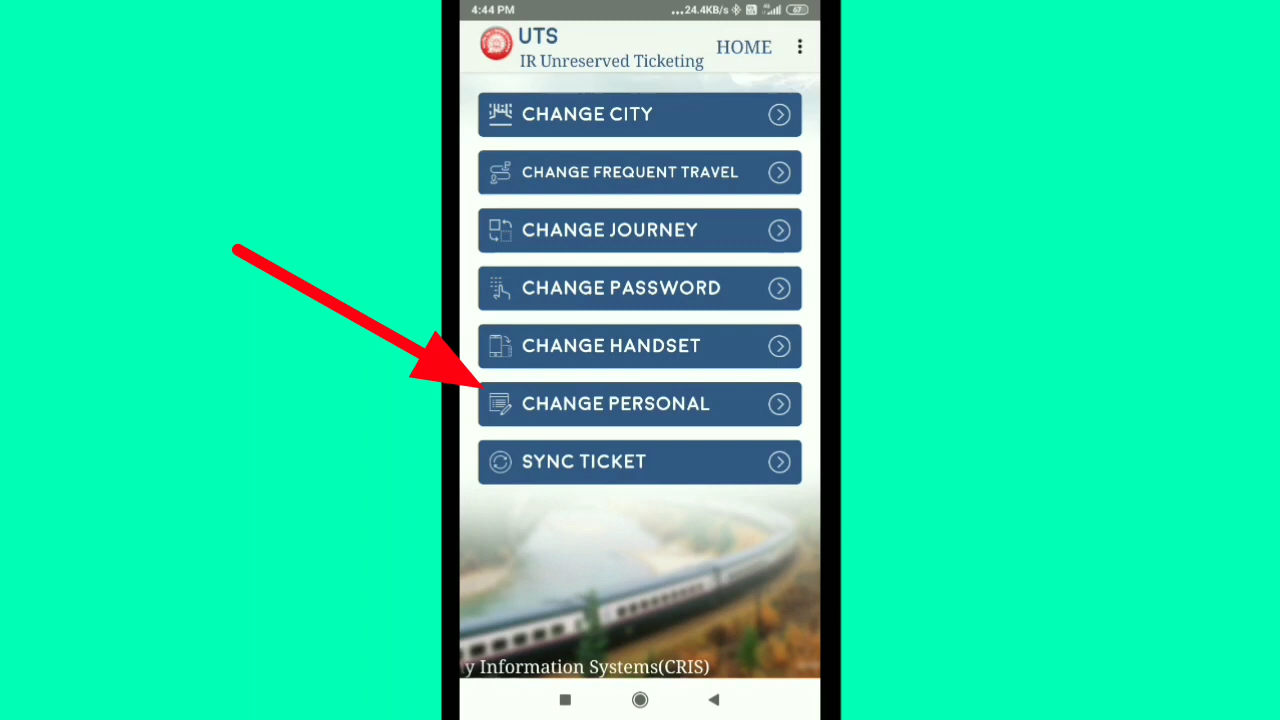 4:44 PM
...24.4KB/s
67
UTS
IR Unreserved Ticketing
HOME
CHANGE CITY
CHANGE FREQUENT TRAVEL
CHANGE JOURNEY
CHANGE PASSWORD
CHANGE HANDSET
CHANGE PERSONAL
SYNC TICKET
y Information Systems(CRIS)